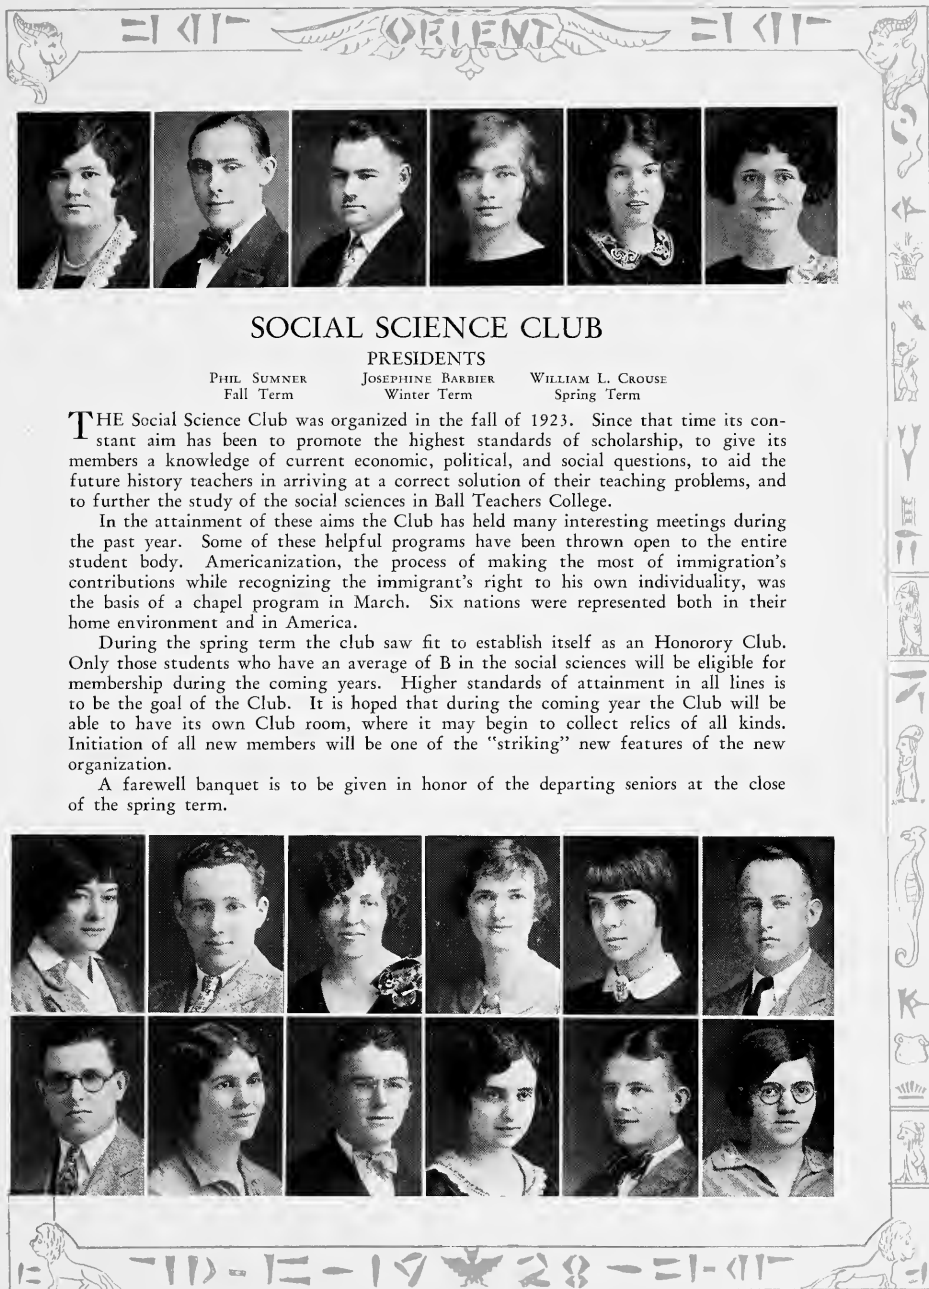 ORIENT
SOCIAL SCIENCE CLUB
PRESIDENTS
PHIL SUMNER JOSEPHINE BARBIER WILLIAM L. CROUSE
Fall Term Winter Term Spring Term
THE Social Science Club was organized in the fall of 1923. Since that time its con-
stant aim has been to promote the highest standards of scholarship, to give its
members a knowledge of current economic, political, and social questions, to aid the
future history teachers in arriving at a correct solution of their teaching problems, and
to further the study of the social sciences in Ball Teachers College.
In the attainment of these aims the Club has held many interesting meetings during
the past year. Some of these helpful programs have been thrown open to the entire
student body. Americanization, the process of making the most of immigration's
contributions while recognizing the immigrant's right to his own individuality, was
the basis of a chapel program in March. Six nations were represented both in their
home environment and in America.
During the spring term the club saw fit to establish itself as an Honorory Club.
Only those students who have an average of B in the social sciences will be eligible for
membership during the coming years. Higher standards of attainment in all lines is
to be the goal of the Club. It is hoped that during the coming year the Club will be
able to have its own Club room, where it may begin to collect relics of all kinds.
Initiation of all new members will be one of the "striking" new features of the new
organization.
A farewell banquet is to be given in honor of the departing seniors at the close
of the spring term.
19 28